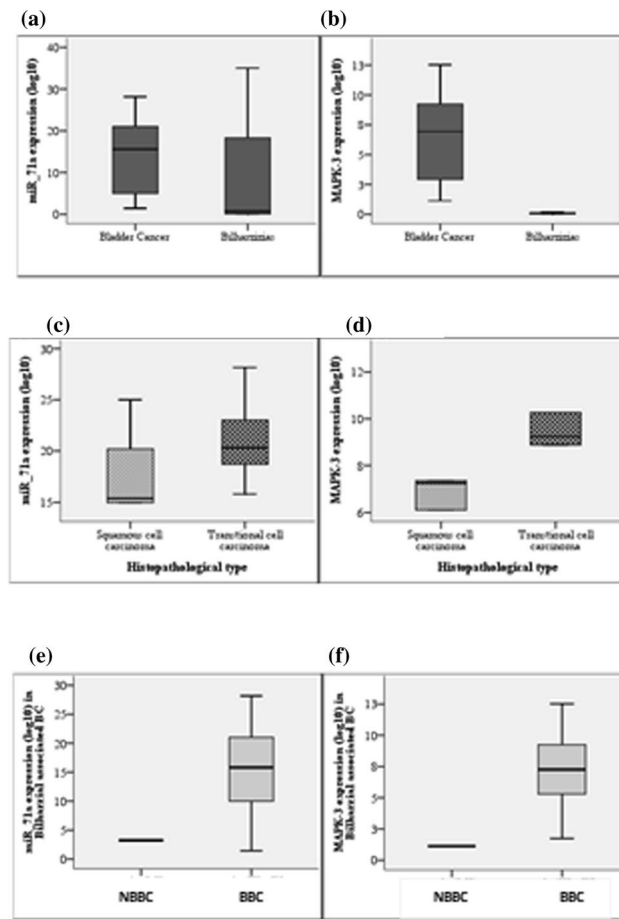 (a)
miR_71a expression (log10)
40
30
20
10
0
Bladder Cancer
Bilharizias
(b)
MAPK-3 expression (log10)
13
10
8
5
3
0
Bladder Cancer
Bilharizias
(c)
miR_71a expression (log10)
30
25
20
15
Squamous cell
carcinoma
Transtional cell
carcinoma
Histopathological type
(d)
MAPK-3 expression (log10)
12
10
8
6
Squamous cell
carcinoma
Transtional cell
carcinoma
Histopathological type
(e)
miR_71a expression (log10) in
Bilharzial associated BC
30
25
20
15
10
5
0
NBBC
BBC
(f)
MAPK-3 expression (log10) in
Bilharzial associated BC
13
10
8
5
3
0
NBBC
BBC